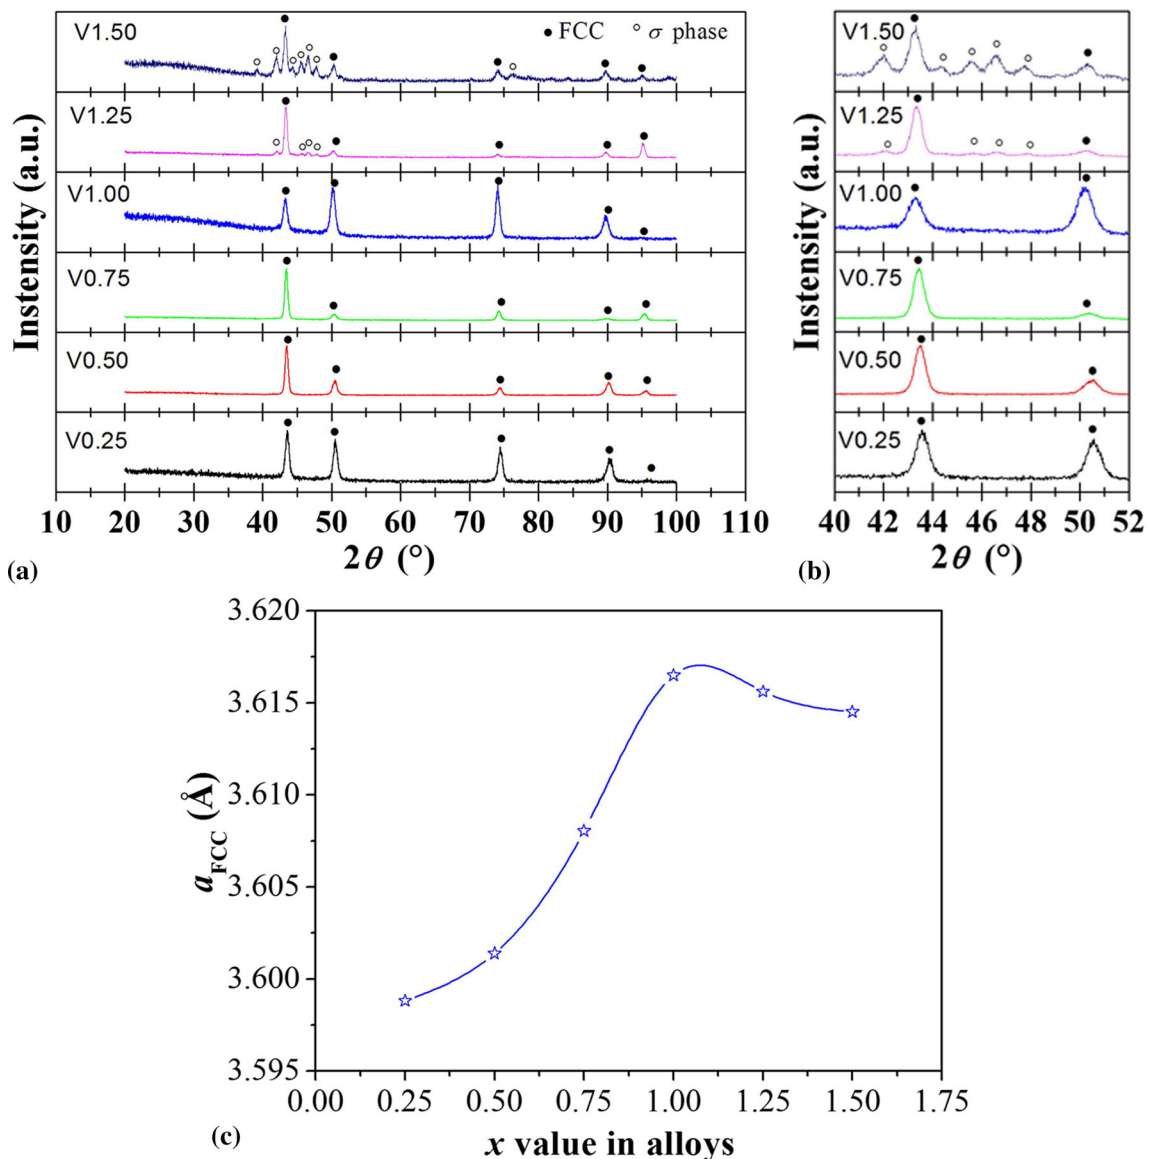 V1.50
● FCC ○ σ phase
V1.25
V1.00
V0.75
V0.50
V0.25
Instensity (a.u.)
10 20 30 40 50 60 70 80 90 100 110
2θ (°)
(a)
V1.50
V1.25
V1.00
V0.75
V0.50
V0.25
Instensity (a.u.)
40 42 44 46 48 50 52
2θ (°)
(b)
3.620
3.615
3.610
3.605
3.600
3.595
aFCC (Å)
0.00 0.25 0.50 0.75 1.00 1.25 1.50 1.75
x value in alloys
(c)